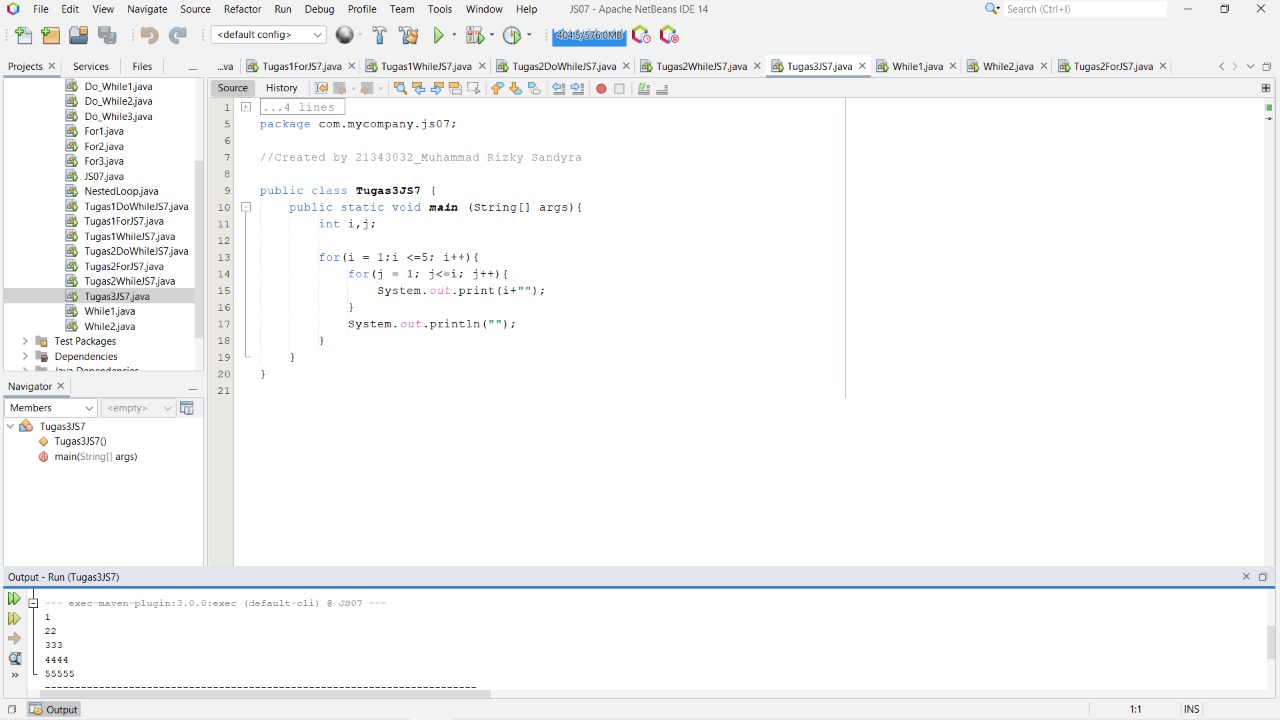 File Edit View Navigate Source Refactor Run Debug Profile Team Tools Window Help JS07 - Apache NetBeans IDE 14 Search (Ctrl+I)
<default config> 404.5/576.0MB
Projects Services Files ...va Tugas1ForJS7.java Tugas1WhileJS7.java Tugas2DoWhileJS7.java Tugas2WhileJS7.java Tugas3JS7.java While1.java While2.java Tugas2ForJS7.java
Source History
Do_While1.java
Do_While2.java
Do_While3.java
For1.java
For2.java
For3.java
JS07.java
NestedLoop.java
Tugas1DoWhileJS7.java
Tugas1ForJS7.java
Tugas1WhileJS7.java
Tugas2DoWhileJS7.java
Tugas2ForJS7.java
Tugas2WhileJS7.java
Tugas3JS7.java
While1.java
While2.java
Test Packages
Dependencies
Java Dependencies
Navigator
Members <empty>
Tugas3JS7
Tugas3JS7()
main(String[] args)
1 ...4 lines
5 package com.mycompany.js07;
6
7 //Created by 21343032_Muhammad Rizky Sandyra
8
9 public class Tugas3JS7 {
10 public static void main (String[] args){
11 int i,j;
12
13 for(i = 1;i <=5; i++){
14 for(j = 1; j<=i; j++){
15 System.out.print(i+"");
16 }
17 System.out.println("");
18 }
19 }
20 }
21
Output - Run (Tugas3JS7)
--- exec-maven-plugin:3.0.0:exec (default-cli) @ JS07 ---
1
22
333
4444
55555
------------------------------------------------------------------------
Output 1:1 INS